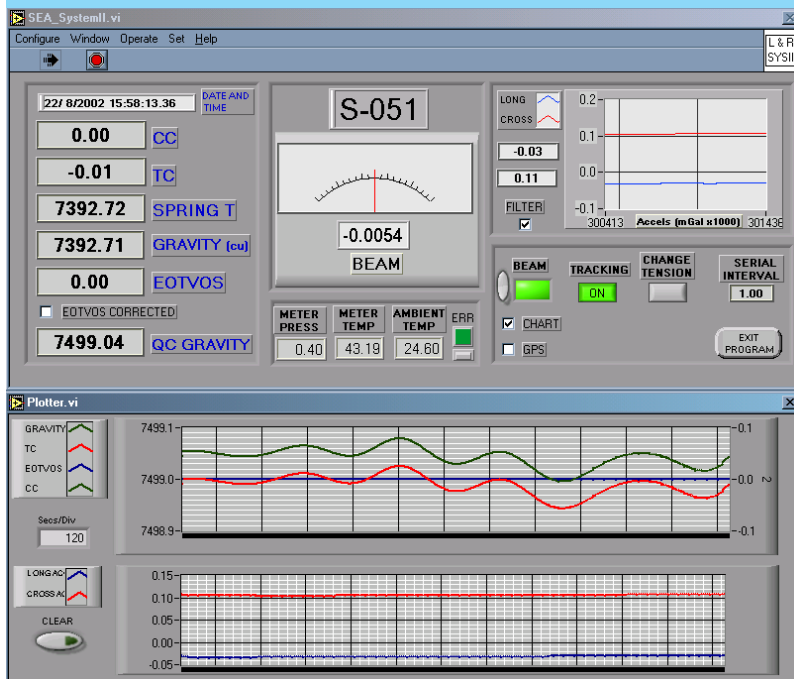 SEA_SystemII.vi
Configure Window Operate Set Help
L & R
SYSII
22/ 8/2002 15:58:13.36
DATE AND
TIME
0.00 CC
-0.01 TC
7392.72 SPRING T
7392.71 GRAVITY (cu)
0.00 EOTVOS
EOTVOS CORRECTED
7499.04 QC GRAVITY
S-051
-0.0054
BEAM
METER
PRESS
METER
TEMP
AMBIENT
TEMP
ERR
0.40 43.19 24.60
LONG
CROSS
-0.03
0.11
FILTER
0.2
0.1
0.0
-0.1
300413 Accels (mGal x1000) 301436
BEAM
TRACKING
ON
CHANGE
TENSION
SERIAL
INTERVAL
1.00
CHART
GPS
EXIT
PROGRAM
Plotter.vi
GRAVITY
TC
EOTVOS
CC
Secs/Div
120
7499.1
7499.0
7498.9
0.1
0.0
-0.1
2
LONG AC
CROSS AC
CLEAR
0.15
0.10
0.05
0.00
-0.05